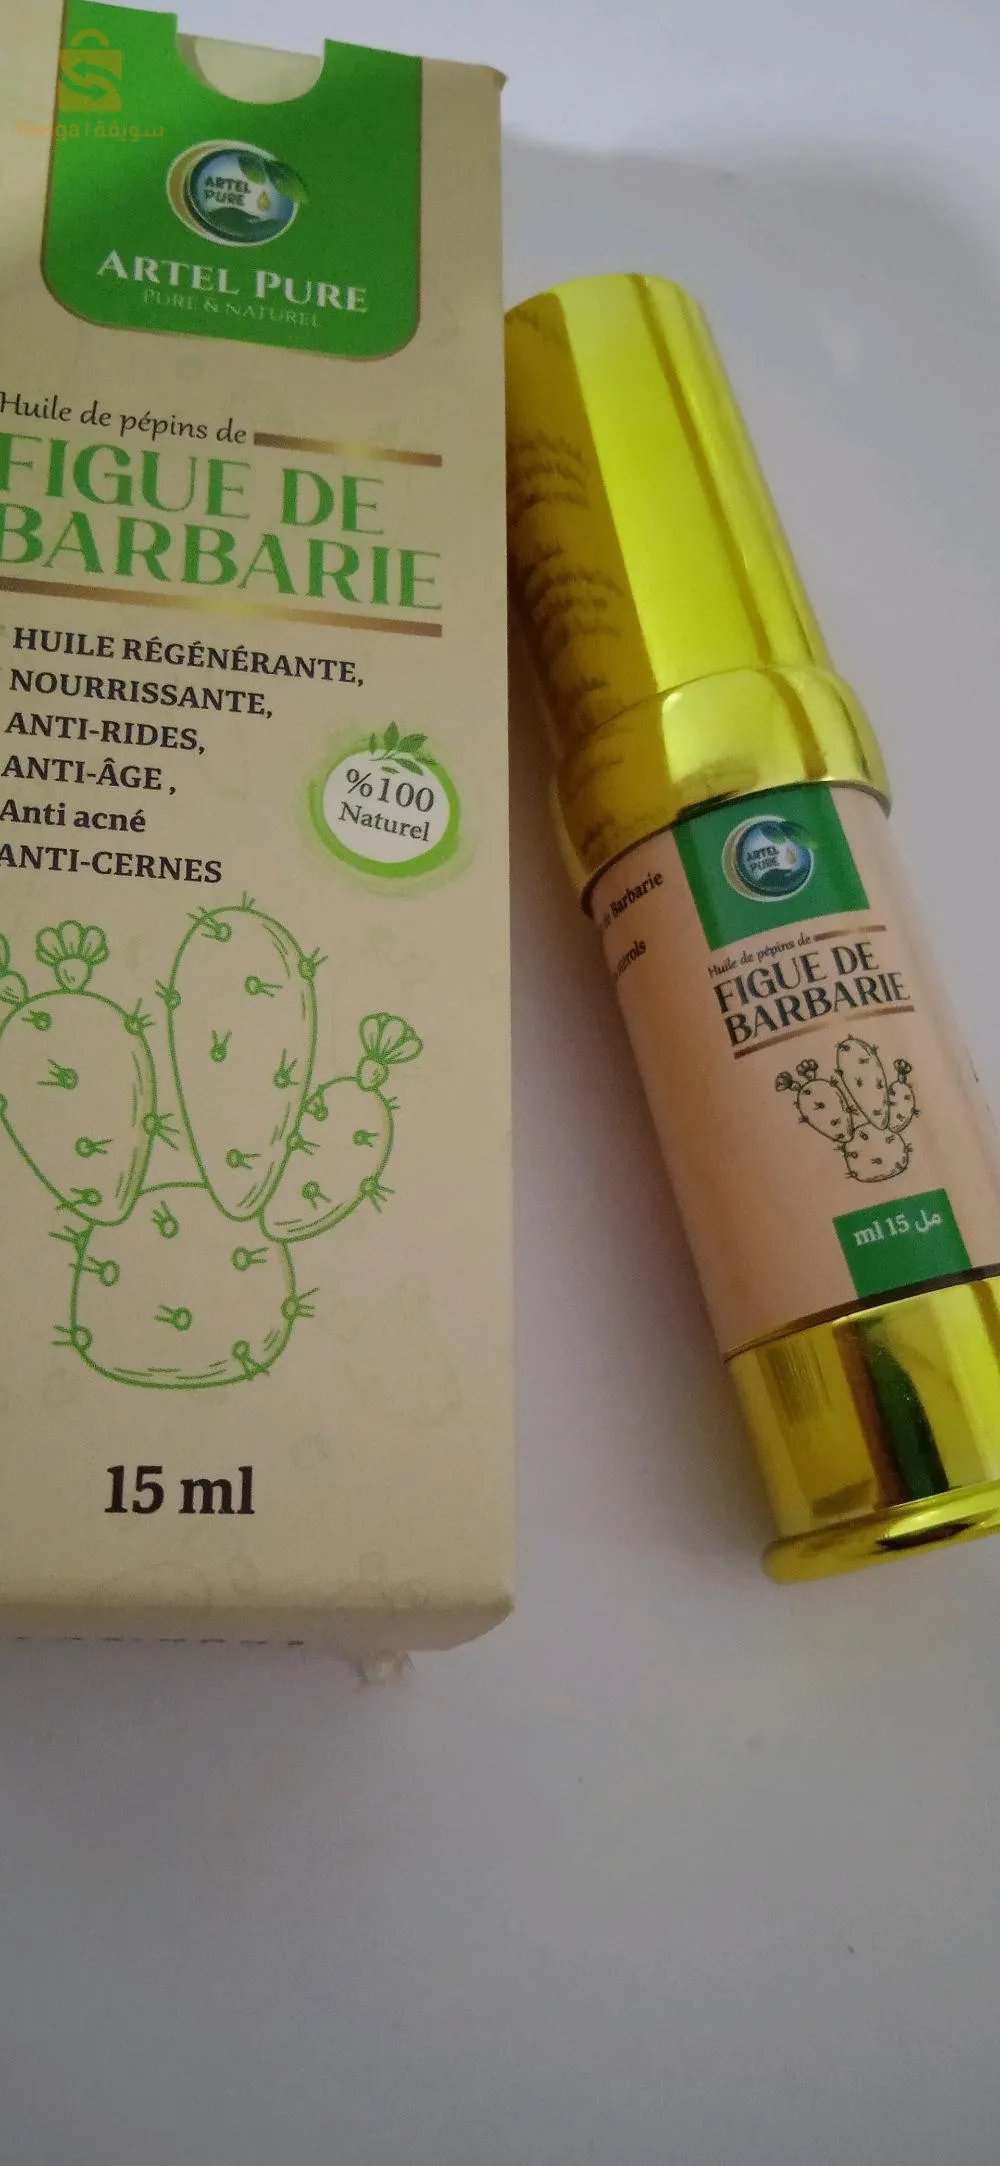 سويقة
ARTEL
PURE
ARTEL PURE
PURE & NATUREL
Huile de pépins de
FIGUE DE
BARBARIE
HUILE RÉGÉNÉRANTE,
NOURRISSANTE,
ANTI-RIDES,
ANTI-ÂGE,
Anti acné
ANTI-CERNES
%100
Naturel
15 ml
ARTEL
PURE
de Barbarie
Huile de pépins de
FIGUE DE
BARBARIE
ml 15 مل